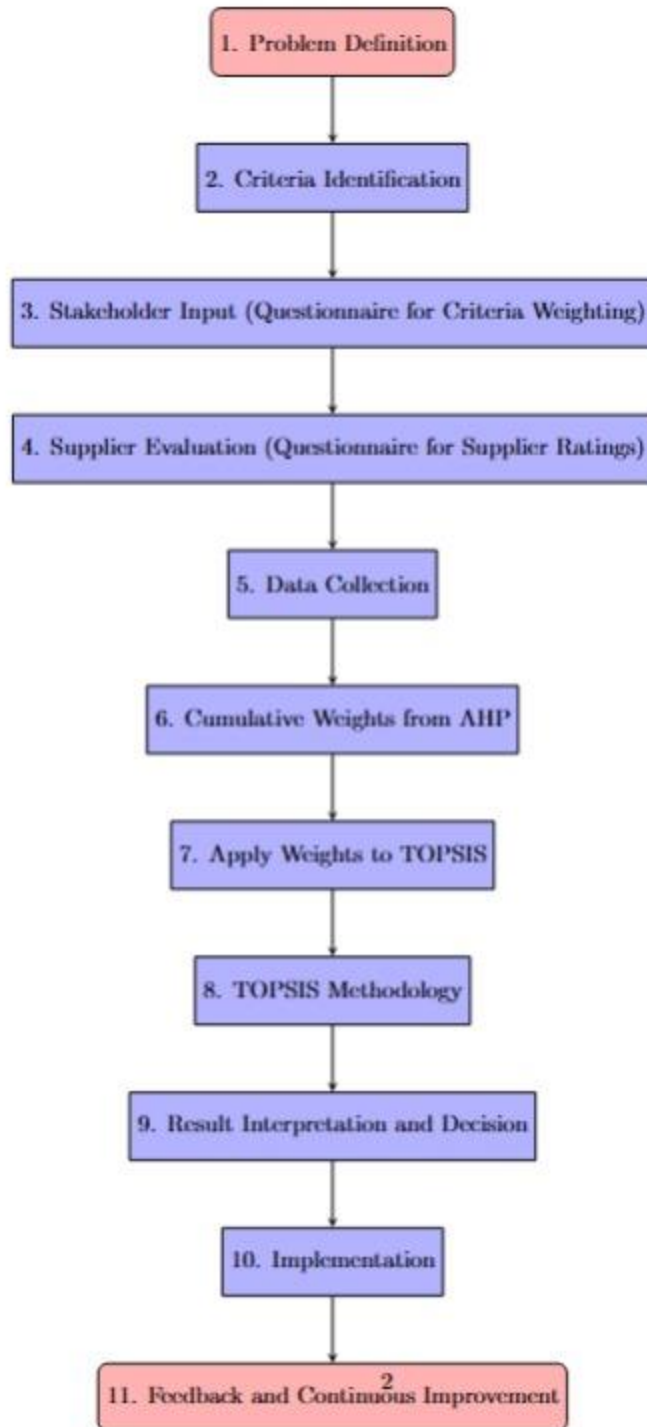 1. Problem Definition
2. Criteria Identification
3. Stakeholder Input (Questionnaire for Criteria Weighting)
4. Supplier Evaluation (Questionnaire for Supplier Ratings)
5. Data Collection
6. Cumulative Weights from AHP
7. Apply Weights to TOPSIS
8. TOPSIS Methodology
9. Result Interpretation and Decision
10. Implementation
2
11. Feedback and Continuous Improvement